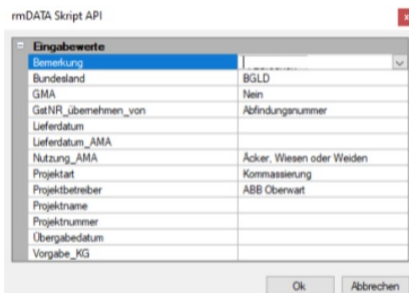 rmDATA Skript API
x
Eingabewerte
Bemerkung
Bundesland BGLD
GMA Nein
GstNR_übernehmen_von Abfindungsnummer
Lieferdatum
Lieferdatum_AMA
Nutzung_AMA Äcker, Wiesen oder Weiden
Projektart Kommassierung
Projektbetreiber ABB Oberwart
Projektname
Projektnummer
Übergabedatum
Vorgabe_KG
Ok Abbrechen